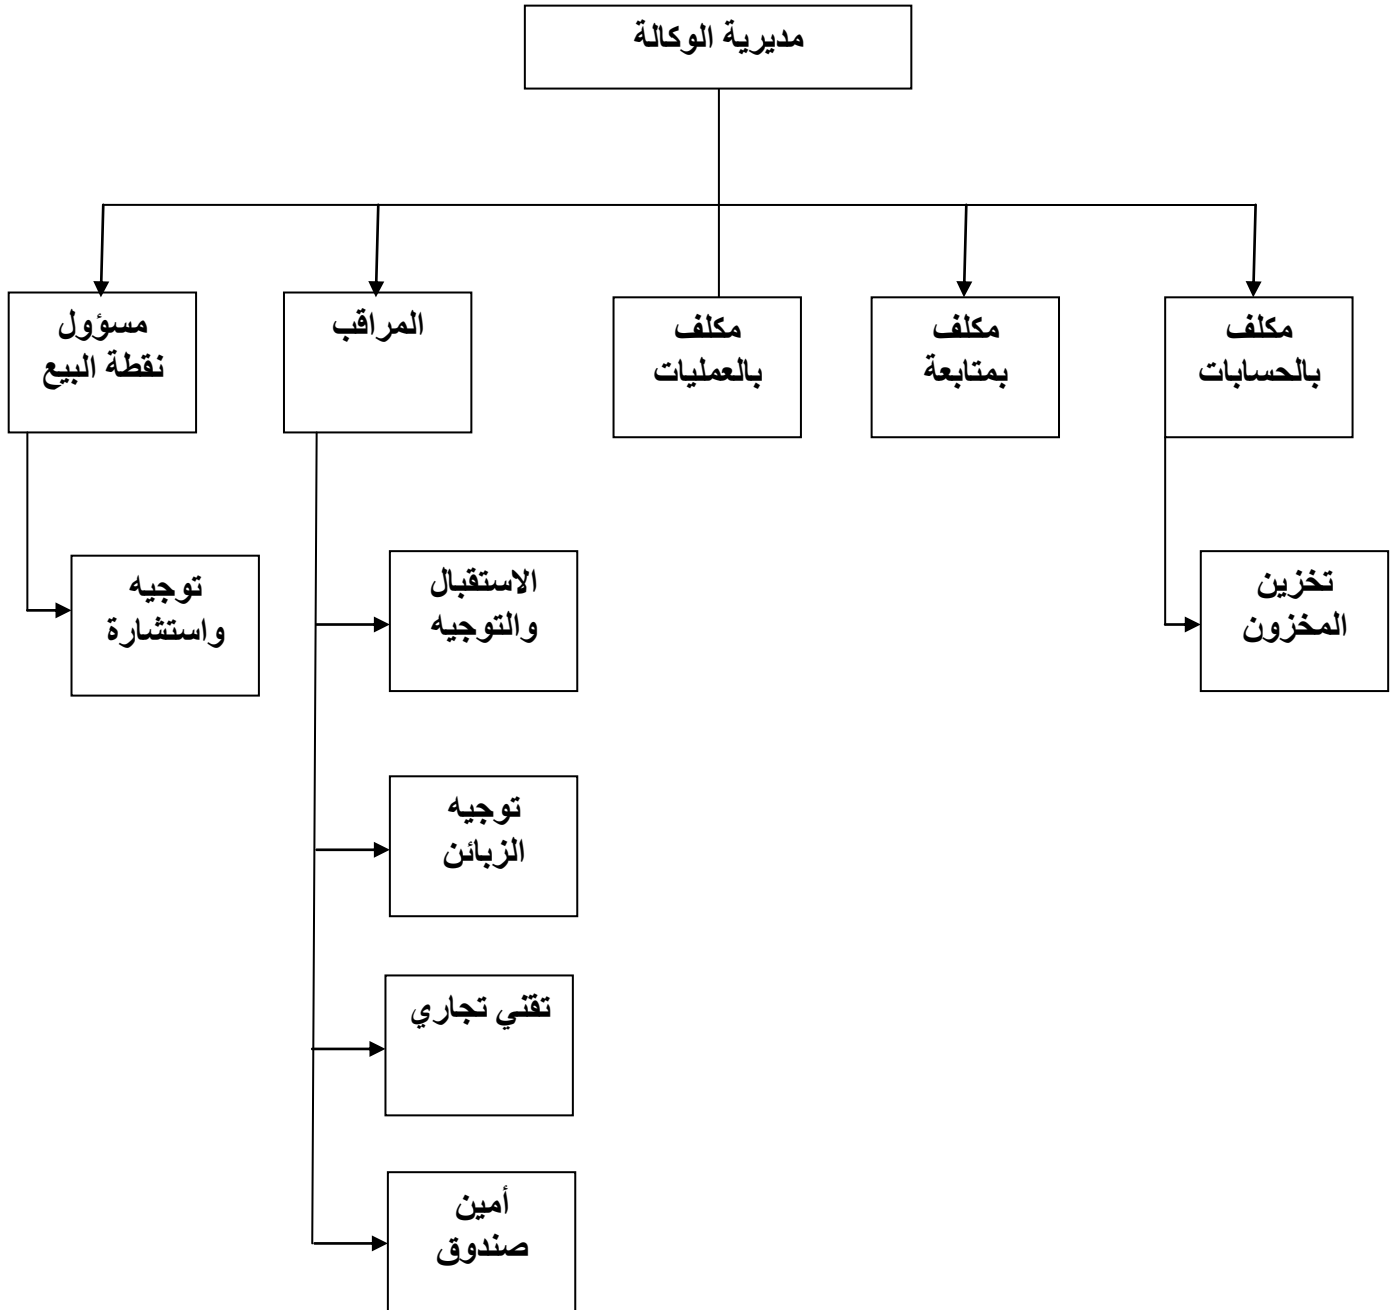 مديرية الوكالة
مكلف
بالحسابات
مكلف
بمتابعة
مكلف
بالعمليات
المراقب
مسؤول
نقطة البيع
تخزين
المخزون
الاستقبال
والتوجيه
توجيه
واستشارة
توجيه
الزبائن
تقني تجاري
أمين
صندوق